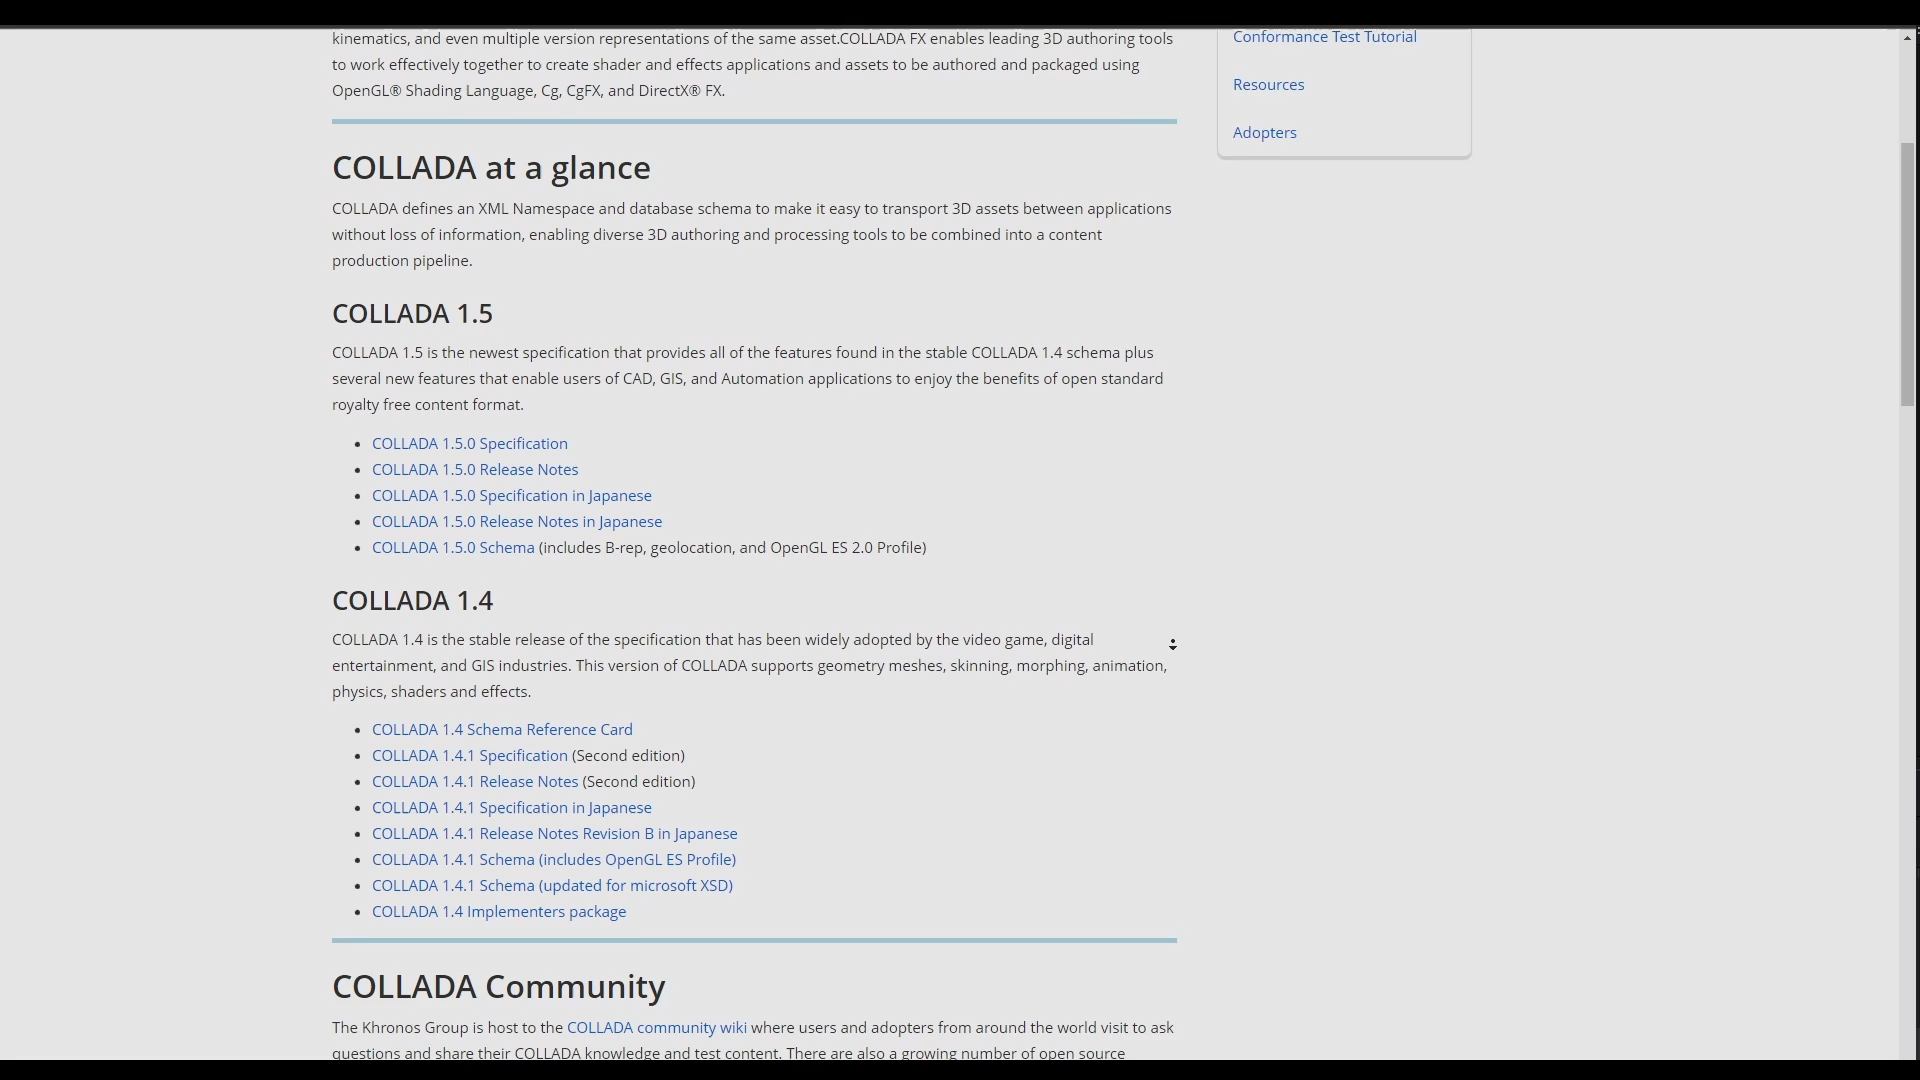 kinematics, and even multiple version representations of the same asset.COLLADA FX enables leading 3D authoring tools
to work effectively together to create shader and effects applications and assets to be authored and packaged using
OpenGL® Shading Language, Cg, CgFX, and DirectX® FX.
Conformance Test Tutorial
Resources
Adopters
COLLADA at a glance
COLLADA defines an XML Namespace and database schema to make it easy to transport 3D assets between applications
without loss of information, enabling diverse 3D authoring and processing tools to be combined into a content
production pipeline.
COLLADA 1.5
COLLADA 1.5 is the newest specification that provides all of the features found in the stable COLLADA 1.4 schema plus
several new features that enable users of CAD, GIS, and Automation applications to enjoy the benefits of open standard
royalty free content format.
• COLLADA 1.5.0 Specification
• COLLADA 1.5.0 Release Notes
• COLLADA 1.5.0 Specification in Japanese
• COLLADA 1.5.0 Release Notes in Japanese
• COLLADA 1.5.0 Schema (includes B-rep, geolocation, and OpenGL ES 2.0 Profile)
COLLADA 1.4
COLLADA 1.4 is the stable release of the specification that has been widely adopted by the video game, digital
entertainment, and GIS industries. This version of COLLADA supports geometry meshes, skinning, morphing, animation,
physics, shaders and effects.
• COLLADA 1.4 Schema Reference Card
• COLLADA 1.4.1 Specification (Second edition)
• COLLADA 1.4.1 Release Notes (Second edition)
• COLLADA 1.4.1 Specification in Japanese
• COLLADA 1.4.1 Release Notes Revision B in Japanese
• COLLADA 1.4.1 Schema (includes OpenGL ES Profile)
• COLLADA 1.4.1 Schema (updated for microsoft XSD)
• COLLADA 1.4 Implementers package
COLLADA Community
The Khronos Group is host to the COLLADA community wiki where users and adopters from around the world visit to ask
questions and share their COLLADA knowledge and test content. There are also a growing number of open source